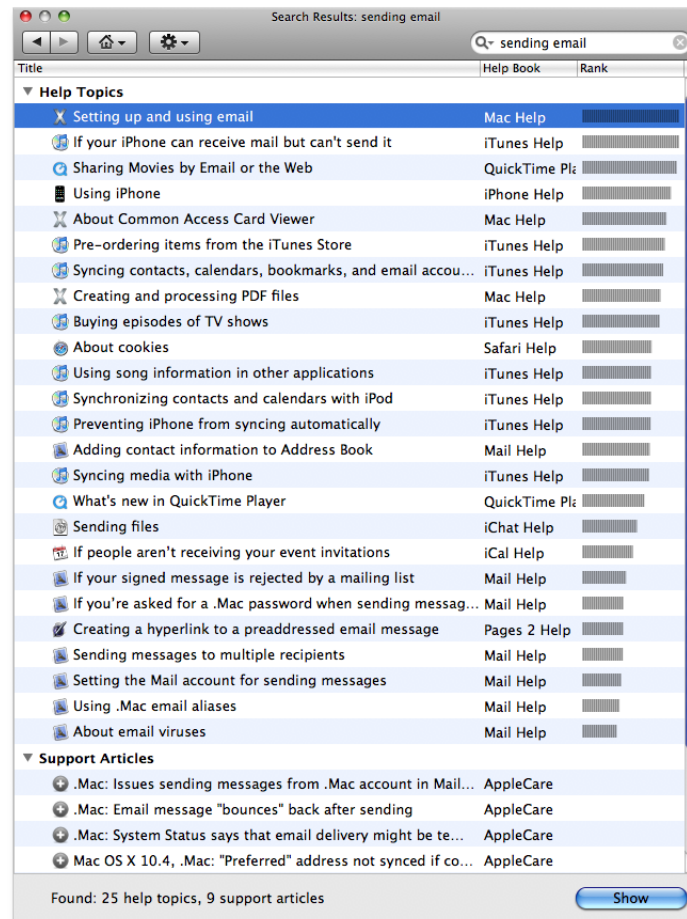 Search Results: sending email
sending email
Title Help Book Rank
Help Topics
Setting up and using email Mac Help
If your iPhone can receive mail but can't send it iTunes Help
Sharing Movies by Email or the Web QuickTime Pla
Using iPhone iPhone Help
About Common Access Card Viewer Mac Help
Pre-ordering items from the iTunes Store iTunes Help
Syncing contacts, calendars, bookmarks, and email accou... iTunes Help
Creating and processing PDF files Mac Help
Buying episodes of TV shows iTunes Help
About cookies Safari Help
Using song information in other applications iTunes Help
Synchronizing contacts and calendars with iPod iTunes Help
Preventing iPhone from syncing automatically iTunes Help
Adding contact information to Address Book Mail Help
Syncing media with iPhone iTunes Help
What's new in QuickTime Player QuickTime Pla
Sending files iChat Help
If people aren't receiving your event invitations iCal Help
If your signed message is rejected by a mailing list Mail Help
If you're asked for a .Mac password when sending messag... Mail Help
Creating a hyperlink to a preaddressed email message Pages 2 Help
Sending messages to multiple recipients Mail Help
Setting the Mail account for sending messages Mail Help
Using .Mac email aliases Mail Help
About email viruses Mail Help
Support Articles
.Mac: Issues sending messages from .Mac account in Mail... AppleCare
.Mac: Email message "bounces" back after sending AppleCare
.Mac: System Status says that email delivery might be te... AppleCare
Mac OS X 10.4, .Mac: "Preferred" address not synced if co... AppleCare
Found: 25 help topics, 9 support articles Show